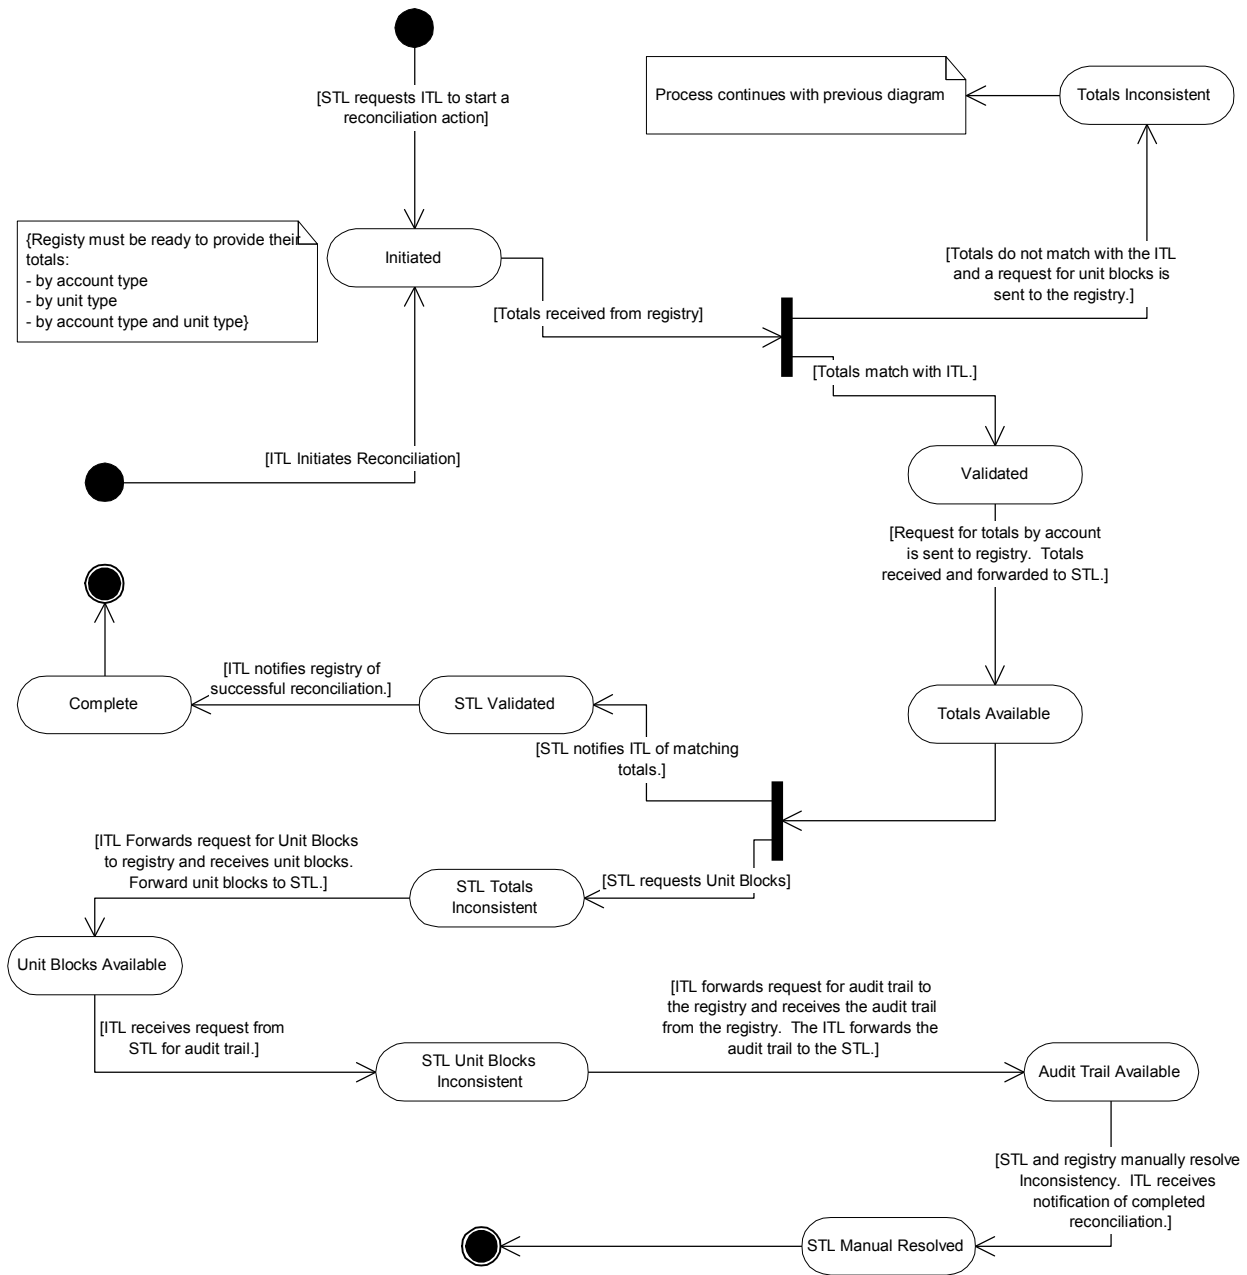 [STL requests ITL to start a
reconciliation action]
Process continues with previous diagram
Totals Inconsistent
{Registy must be ready to provide their
totals:
- by account type
- by unit type
- by account type and unit type}
Initiated
[Totals received from registry]
[Totals do not match with the ITL
and a request for unit blocks is
sent to the registry.]
[Totals match with ITL.]
[ITL Initiates Reconciliation]
Validated
[Request for totals by account
is sent to registry.  Totals
received and forwarded to STL.]
Complete
[ITL notifies registry of
successful reconciliation.]
STL Validated
Totals Available
[STL notifies ITL of matching
totals.]
[ITL Forwards request for Unit Blocks
to registry and receives unit blocks.
Forward unit blocks to STL.]
STL Totals
Inconsistent
[STL requests Unit Blocks]
Unit Blocks Available
[ITL receives request from
STL for audit trail.]
STL Unit Blocks
Inconsistent
[ITL forwards request for audit trail to
the registry and receives the audit trail
from the registry.  The ITL forwards the
audit trail to the STL.]
Audit Trail Available
[STL and registry manually resolve
Inconsistency.  ITL receives
notification of completed
reconciliation.]
STL Manual Resolved